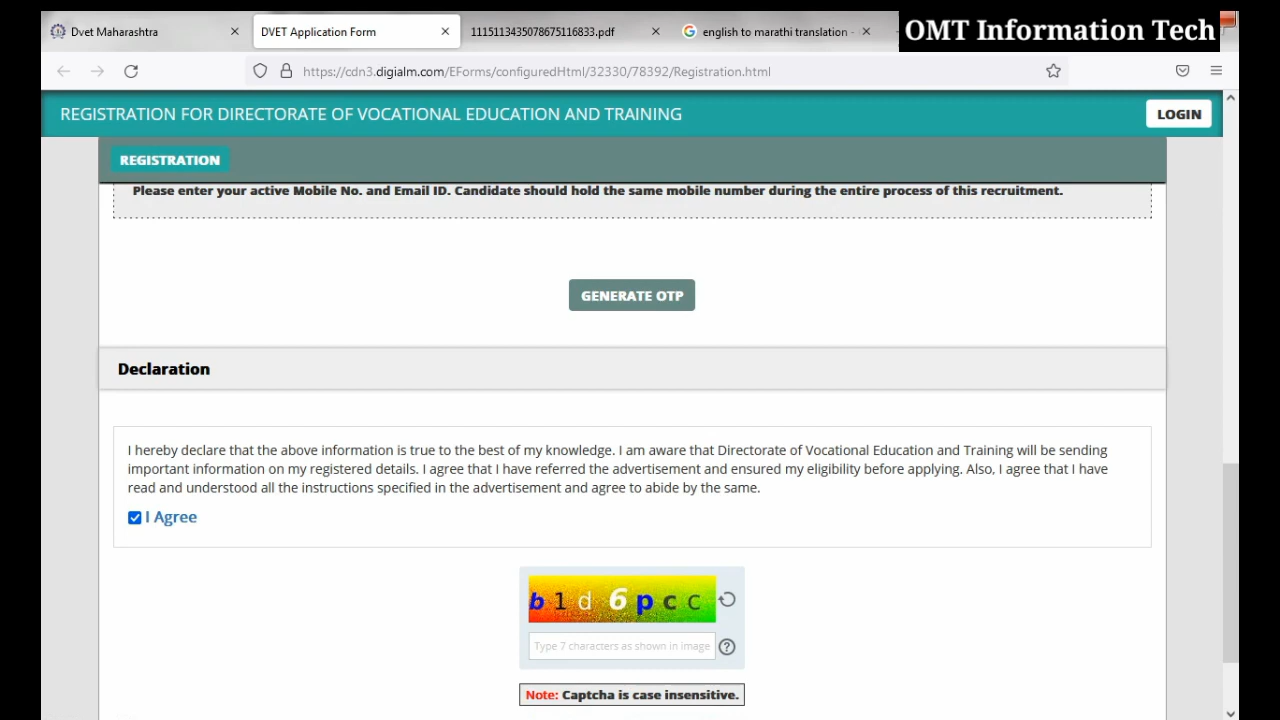 Dvet Maharashtra
DVET Application Form
1115113435078675116833.pdf
english to marathi translation -
OMT Information Tech
https://cdn3.digialm.com/EForms/configuredHtml/32330/78392/Registration.html
REGISTRATION FOR DIRECTORATE OF VOCATIONAL EDUCATION AND TRAINING
LOGIN
REGISTRATION
Please enter your active Mobile No. and Email ID. Candidate should hold the same mobile number during the entire process of this recruitment.
GENERATE OTP
Declaration
I hereby declare that the above information is true to the best of my knowledge. I am aware that Directorate of Vocational Education and Training will be sending
important information on my registered details. I agree that I have referred the advertisement and ensured my eligibility before applying. Also, I agree that I have
read and understood all the instructions specified in the advertisement and agree to abide by the same.
I Agree
b1d6pcc
Type 7 characters as shown in image
Note: Captcha is case insensitive.